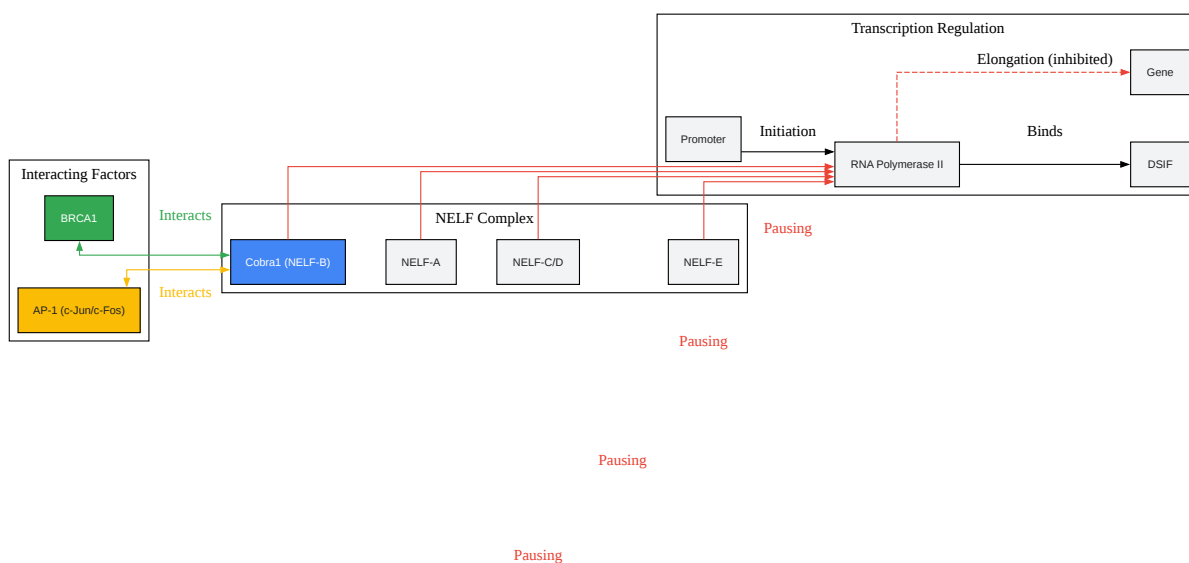 Transcription Regulation
Elongation (inhibited)
Gene
Promoter
Initiation
Binds
RNA Polymerase II
DSIF
Interacting Factors
BRCA1
Interacts
NELF Complex
Pausing
Cobra1 (NELF-B)
NELF-A
NELF-C/D
NELF-E
Interacts
AP-1 (c-Jun/c-Fos)
Pausing
Pausing
Pausing